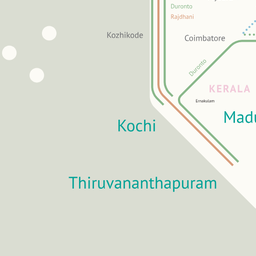 Duronto
Rajdhani
Kozhikode
Coimbatore
Duronto
KERALA
Ernakulam
Kochi
Madu
Thiruvananthapuram